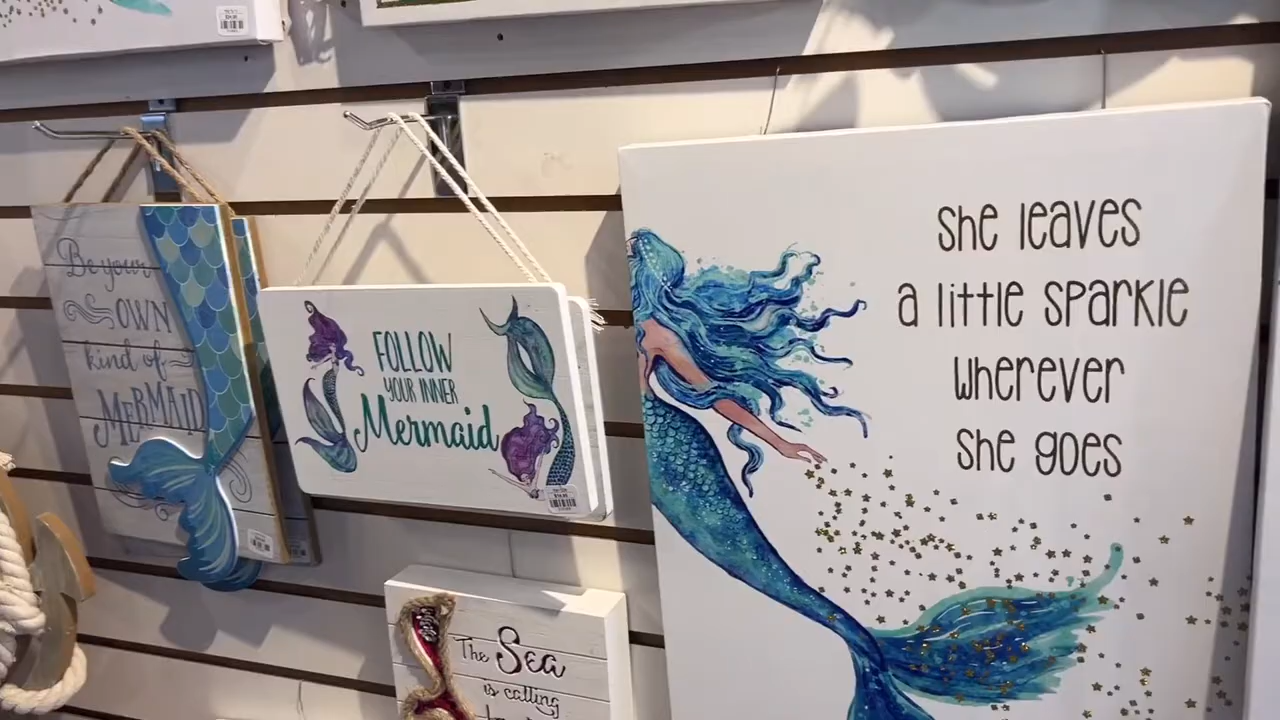 Be your
OWN
kind of
MERMAID
FOLLOW
YOUR INNER
Mermaid
She leaves
a little sparkle
wherever
she goes
The Sea
is calling